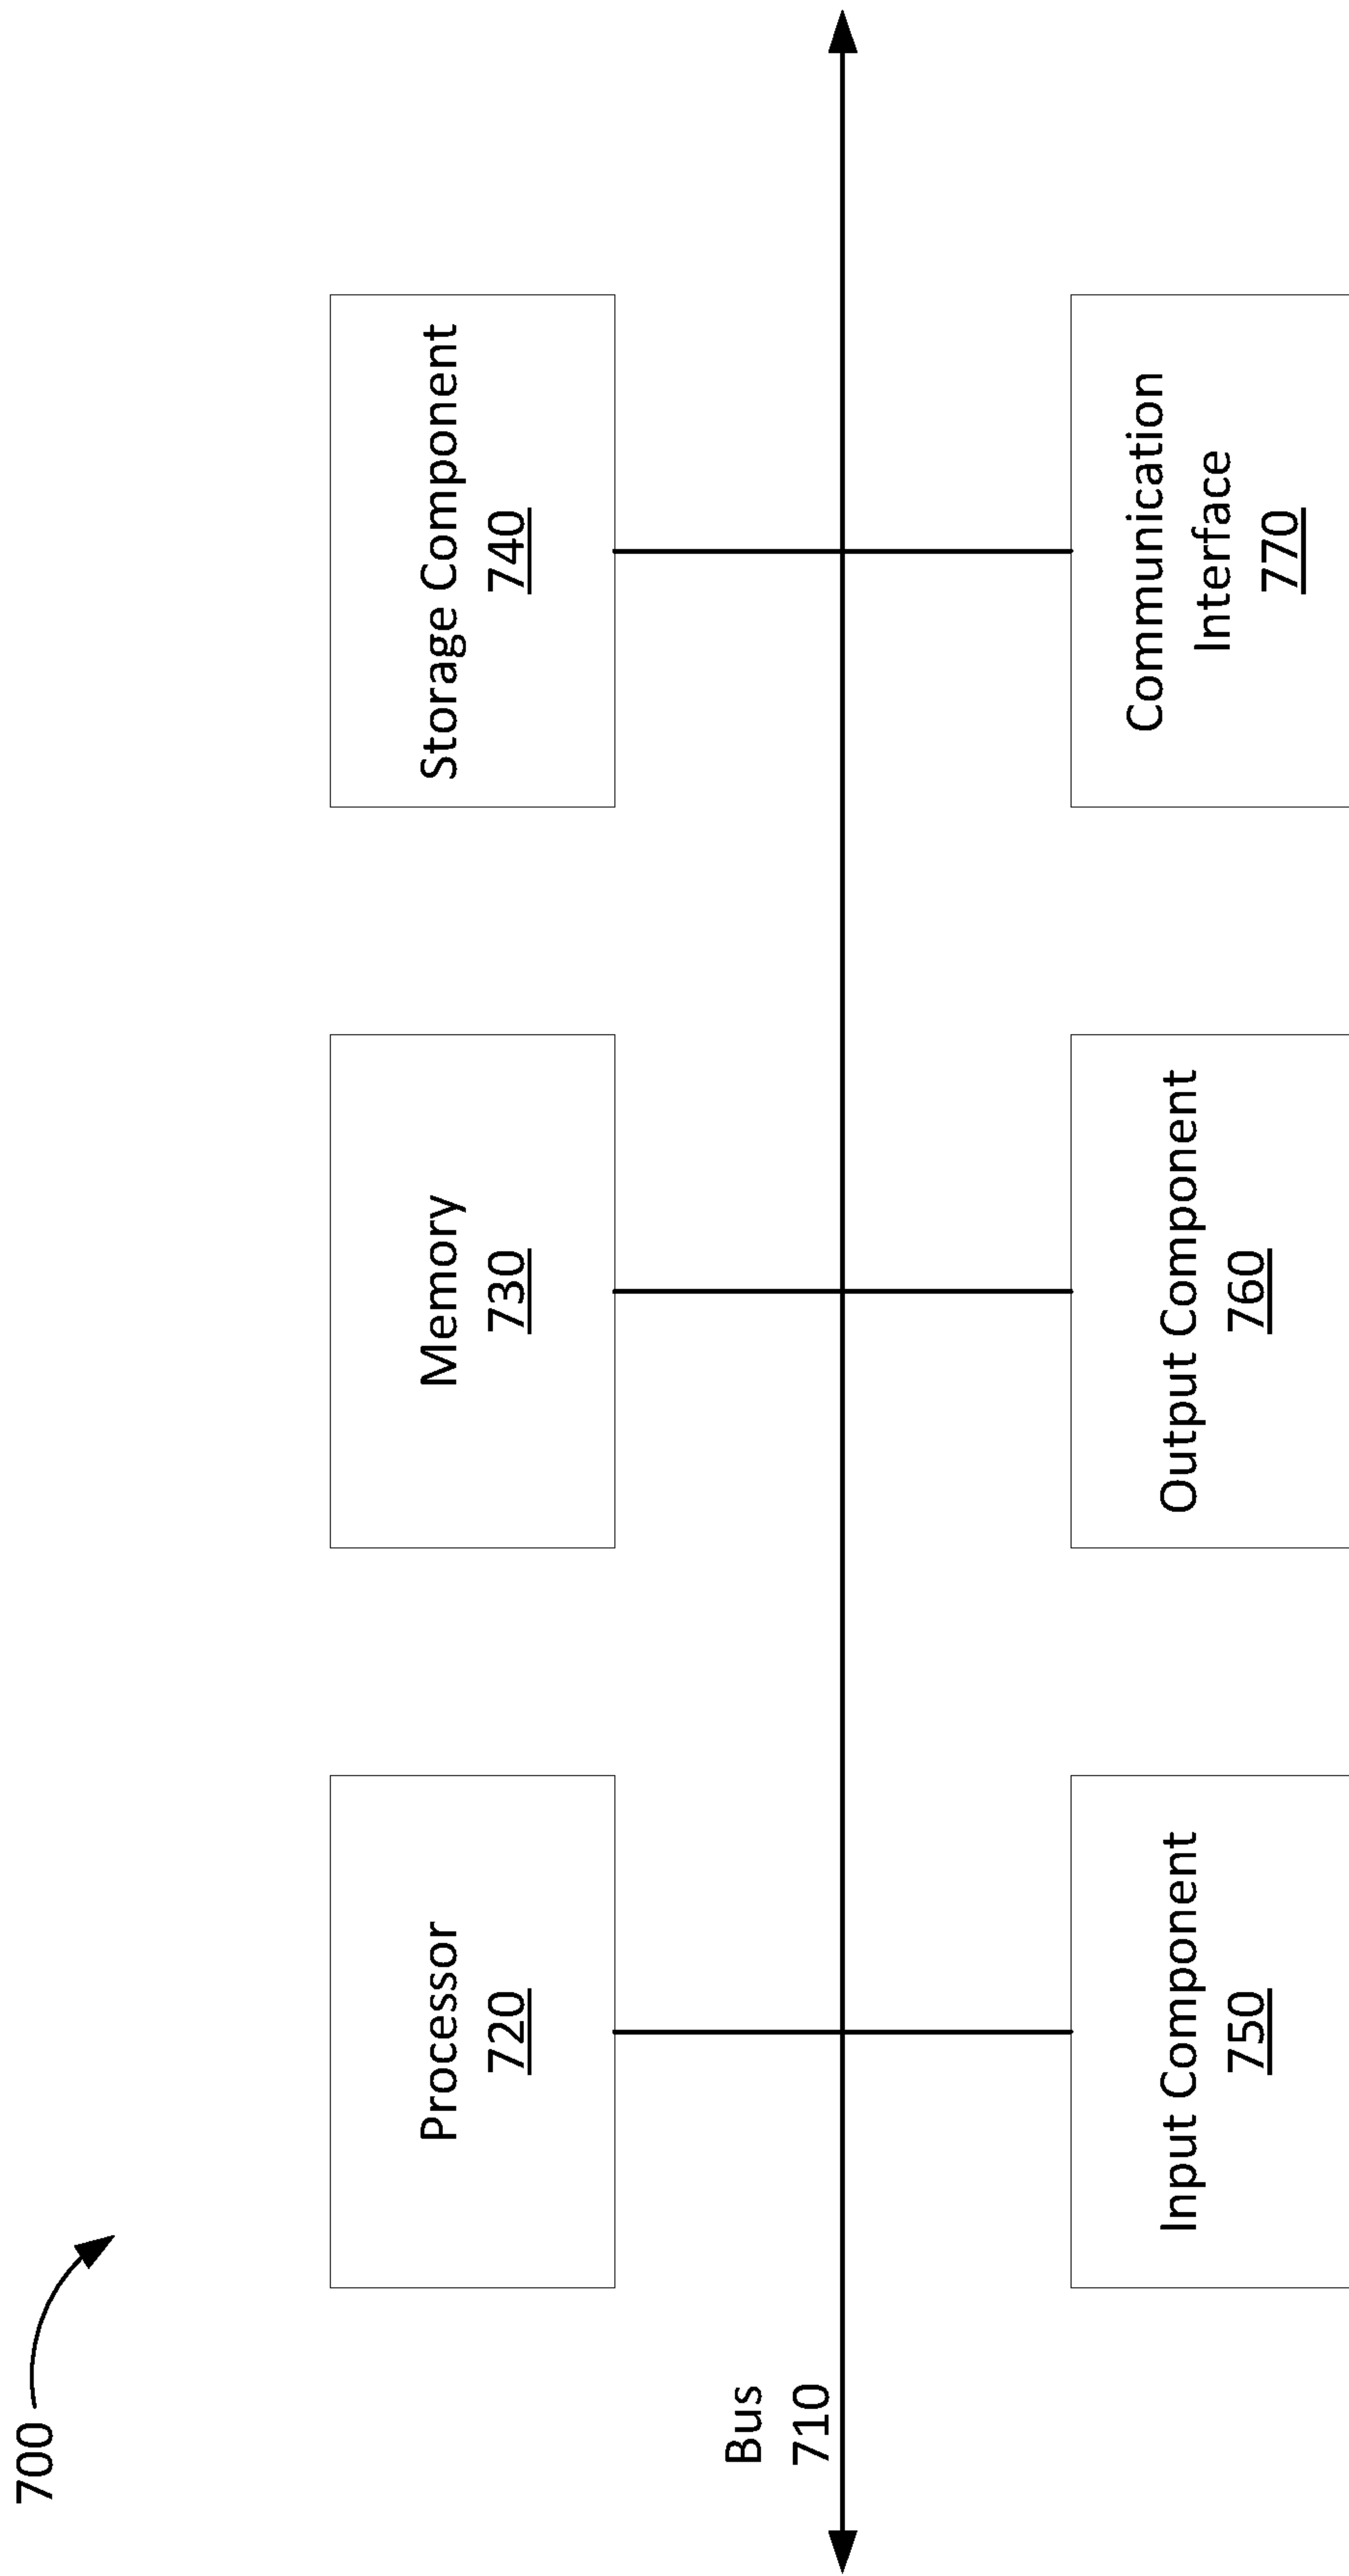 700
Processor
720
Memory
730
Storage Component
740
Bus
710
Input Component
750
Output Component
760
Communication
Interface
770